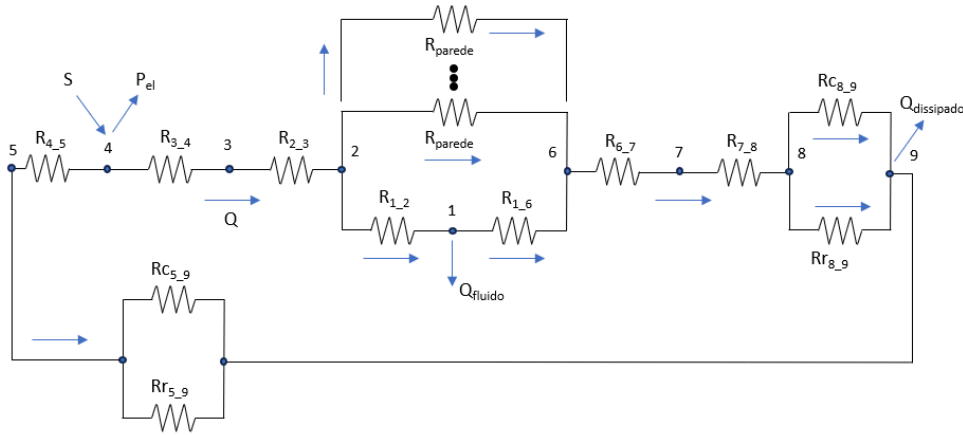 R_parede
S
P_el
R_parede
Rc_8_9
Q_dissipado
5
R_4_5
4
R_3_4
3
R_2_3
2
6
R_6_7
7
R_7_8
8
9
Q
R_1_2
1
R_1_6
Rr_8_9
Q_fluido
Rc_5_9
Rr_5_9